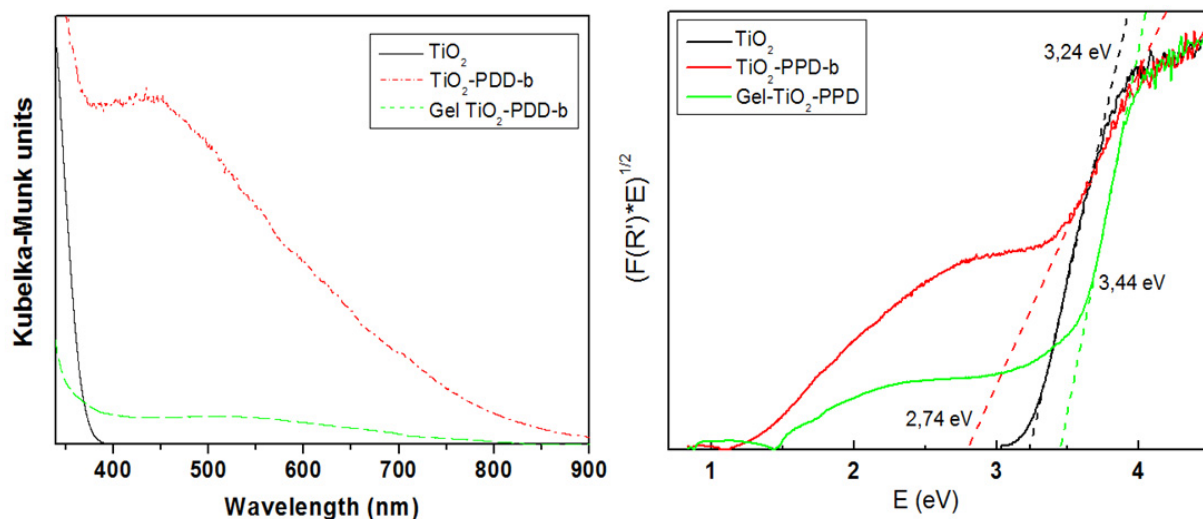 Kubelka-Munk units
TiO₂
TiO₂-PDD-b
Gel TiO₂-PDD-b
400 500 600 700 800 900
Wavelength (nm)
(F(R')*E)^1/2
TiO₂
TiO₂-PPD-b
Gel-TiO₂-PPD
3,24 eV
3,44 eV
2,74 eV
1 2 3 4
E (eV)